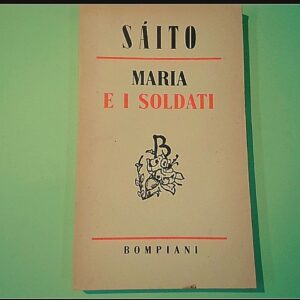 SÁITO
MARIA
E I SOLDATI
B
BOMPIANI